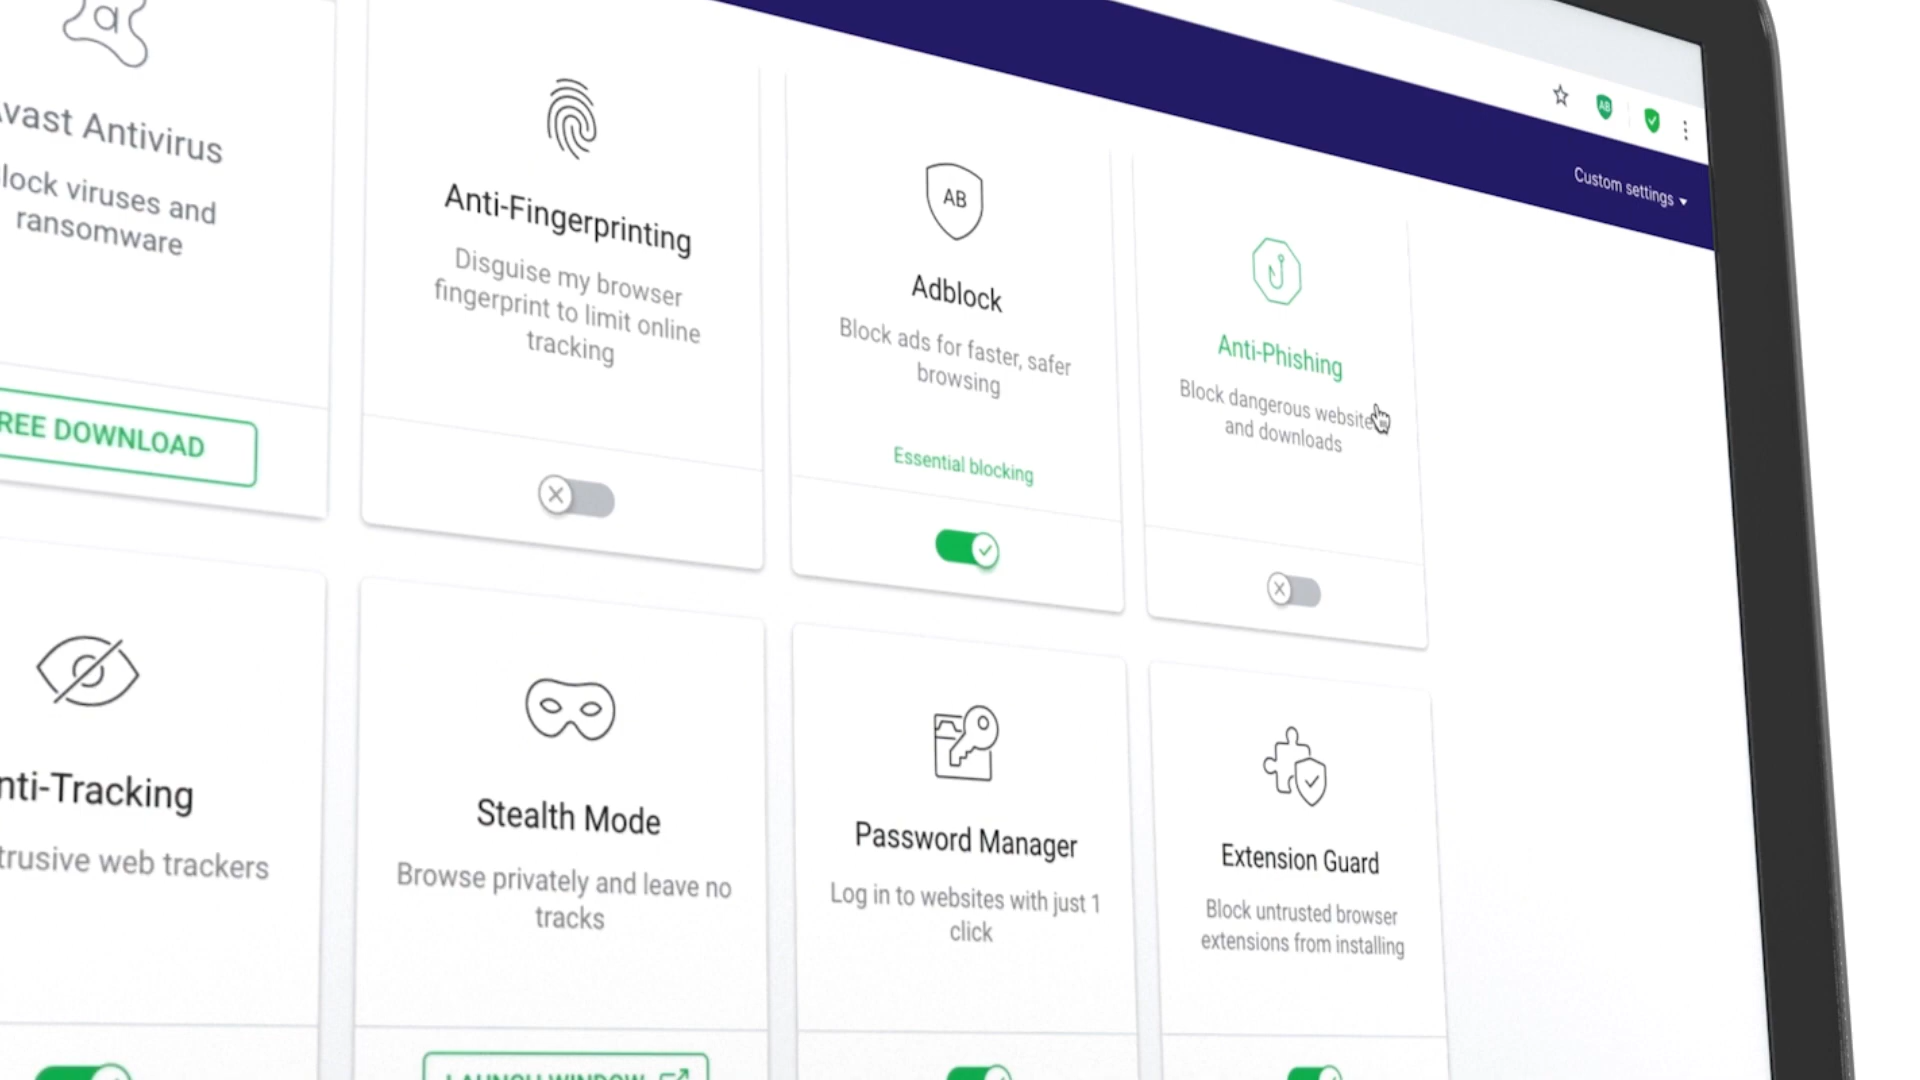 a
vast Antivirus
lock viruses and
ransomware
REE DOWNLOAD
Anti-Fingerprinting
Disguise my browser
fingerprint to limit online
tracking
AB
Adblock
Block ads for faster, safer
browsing
Essential blocking
AB
Custom settings
Anti-Phishing
Block dangerous website
and downloads
nti-Tracking
trusive web trackers
Stealth Mode
Browse privately and leave no
tracks
LAUNCH WINDOW
Password Manager
Log in to websites with just 1
click
Extension Guard
Block untrusted browser
extensions from installing